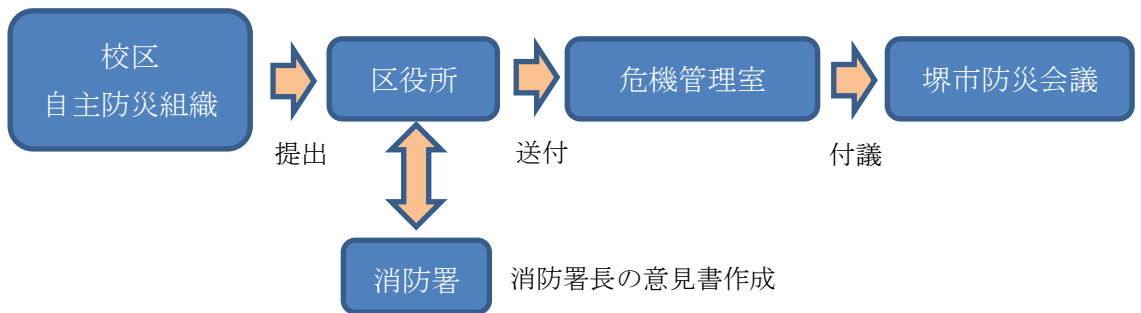 校区
自主防災組織
区役所
危機管理室
堺市防災会議
提出
送付
付議
消防署
消防署長の意見書作成